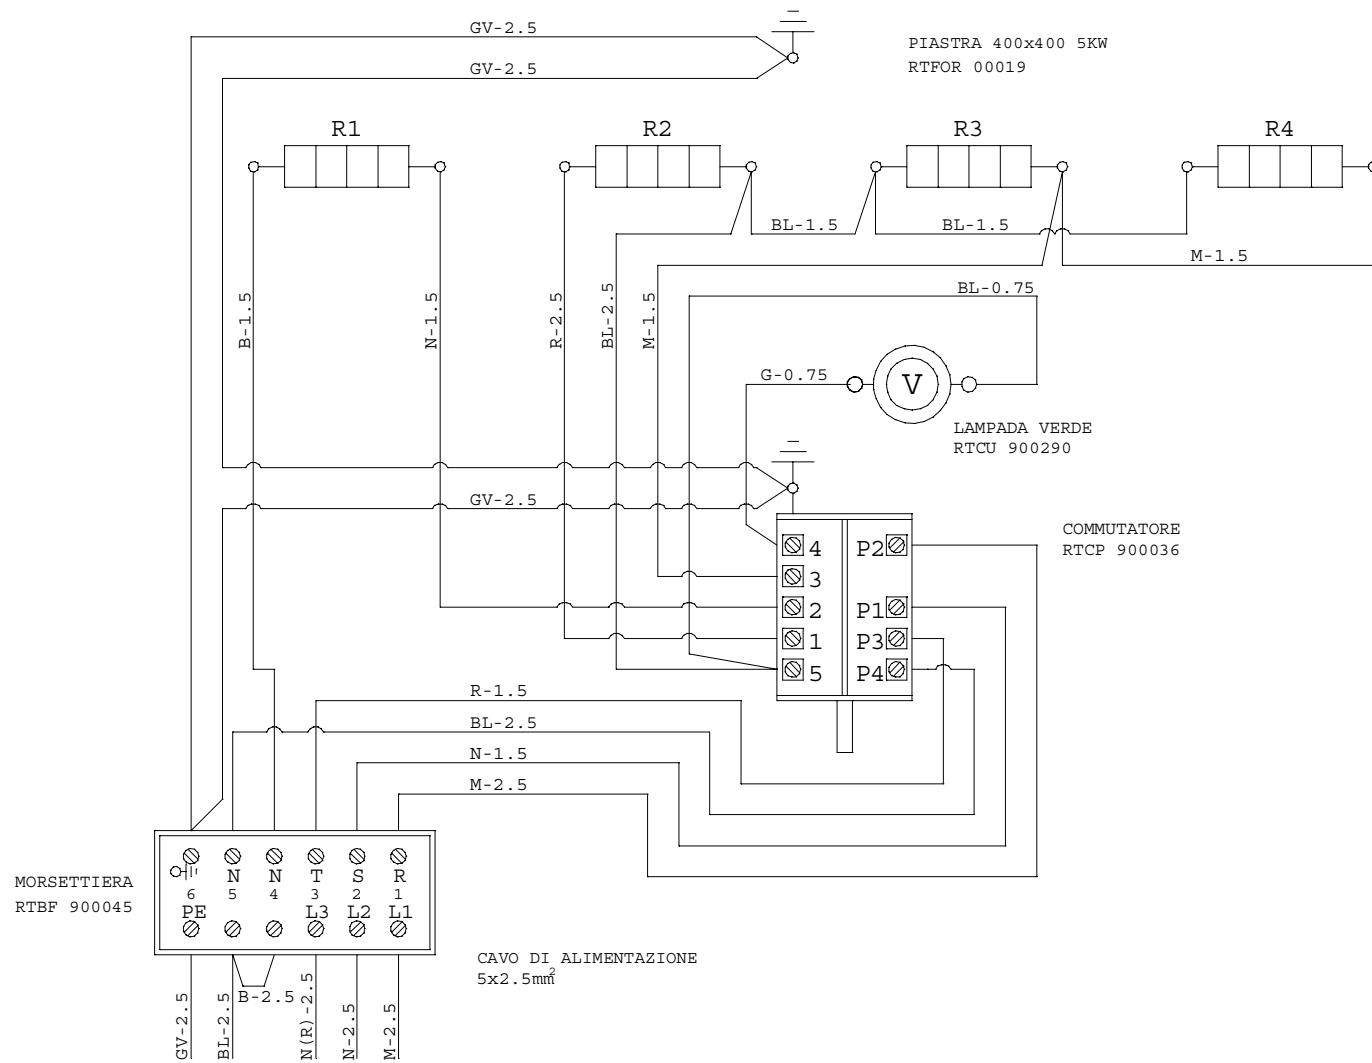 GV-2.5
PIASTRA 400x400 5KW
GV-2.5
RTFOR 00019
R1
R2
R3
R4
BL-1.5
BL-1.5
M-1.5
BL-0.75
B-1.5
N-1.5
R-2.5
BL-2.5
M-1.5
G-0.75
V
LAMPADA VERDE
RTCU 900290
GV-2.5
COMMUTATORE
RTCP 900036
4
P2
3
2
P1
1
P3
5
P4
R-1.5
BL-2.5
N-1.5
M-2.5
MORSETTIERA
RTBF 900045
N
N
T
S
R
6
5
4
3
2
1
PE
L3
L2
L1
CAVO DI ALIMENTAZIONE
5x2.5mm²
GV-2.5
BL-2.5
B-2.5
N(R)-2.5
N-2.5
M-2.5